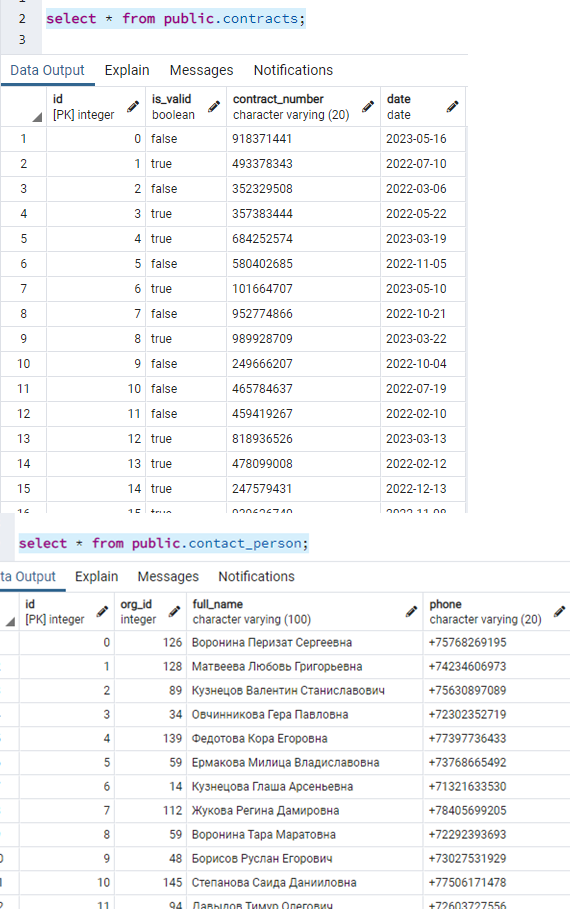 1
2 select * from public.contracts;
3
Data Output Explain Messages Notifications
id is_valid contract_number date
[PK] integer boolean character varying (20) date
1 0 false 918371441 2023-05-16
2 1 true 493378343 2022-07-10
3 2 false 352329508 2022-03-06
4 3 true 357383444 2022-05-22
5 4 true 684252574 2023-03-19
6 5 false 580402685 2022-11-05
7 6 true 101664707 2023-05-10
8 7 false 952774866 2022-10-21
9 8 true 989928709 2023-03-22
10 9 false 249666207 2022-10-04
11 10 false 465784637 2022-07-19
12 11 false 459419267 2022-02-10
13 12 true 818936526 2023-03-13
14 13 true 478099008 2022-02-12
15 14 true 247579431 2022-12-13
16 15 true
select * from public.contact_person;
ta Output Explain Messages Notifications
id org_id full_name phone
[PK] integer integer character varying (100) character varying (20)
0 126 Воронина Перизат Сергеевна +75768269195
1 128 Матвеева Любовь Григорьевна +74234606973
2 89 Кузнецов Валентин Станиславович +75630897089
3 34 Овчинникова Гера Павловна +72302352719
4 139 Федотова Кора Егоровна +77397736433
5 59 Ермакова Милица Владиславовна +73768665492
6 14 Кузнецова Глаша Арсеньевна +71321633530
7 112 Жукова Регина Дамировна +78405699205
8 59 Воронина Тара Маратовна +72292393693
0 9 48 Борисов Руслан Егорович +73027531929
1 10 145 Степанова Саида Данииловна +77506171478
2 11 94 Давыдов Тимур Олегович +72603727556